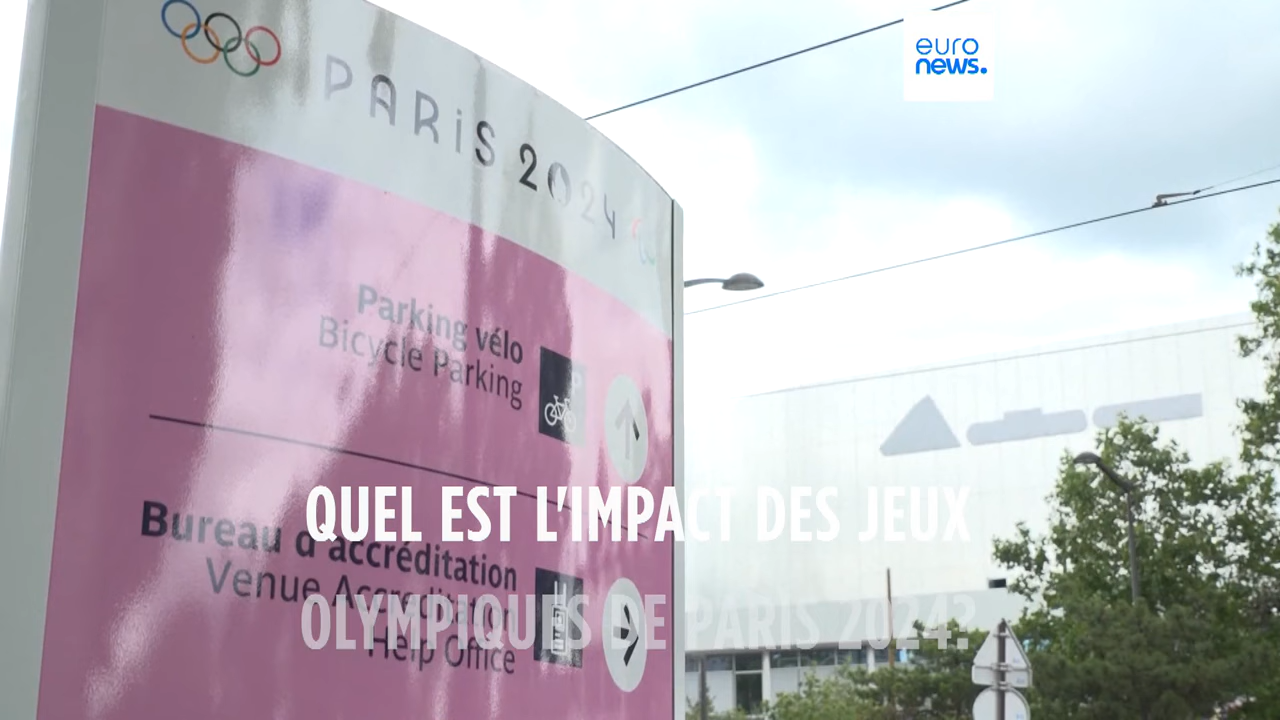 euro
news.
PARiS 2024
Parking vélo
Bicycle Parking
P
Bureau d'accréditation
Venue Accreditation
Help Office
QUEL EST L'IMPACT DES JEUX
OLYMPIQUES DE PARIS 2024?